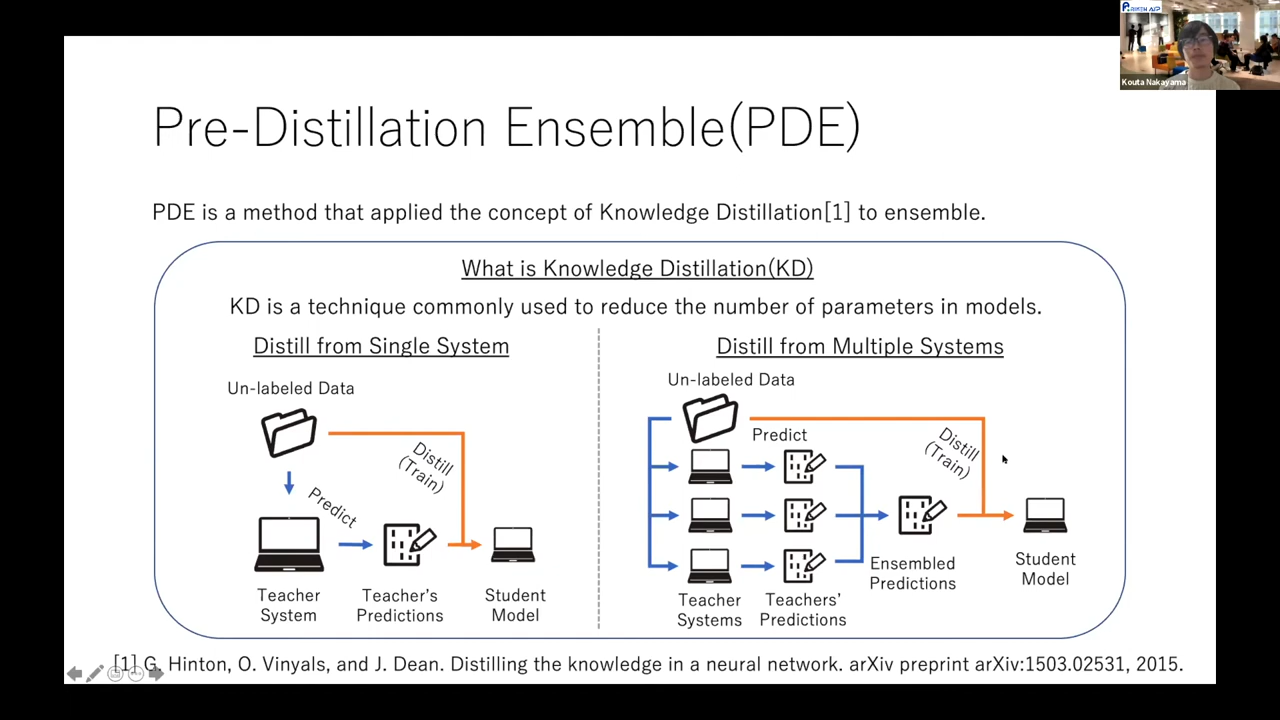 RIKEN AIP
Kouta Nakayama
Pre-Distillation Ensemble(PDE)
PDE is a method that applied the concept of Knowledge Distillation[1] to ensemble.
What is Knowledge Distillation(KD)
KD is a technique commonly used to reduce the number of parameters in models.
Distill from Single System
Un-labeled Data
Distill
(Train)
Predict
Teacher
System
Teacher's
Predictions
Student
Model
Distill from Multiple Systems
Un-labeled Data
Predict
Distill
(Train)
Teacher
Systems
Teachers'
Predictions
Ensembled
Predictions
Student
Model
[1] G. Hinton, O. Vinyals, and J. Dean. Distilling the knowledge in a neural network. arXiv preprint arXiv:1503.02531, 2015.